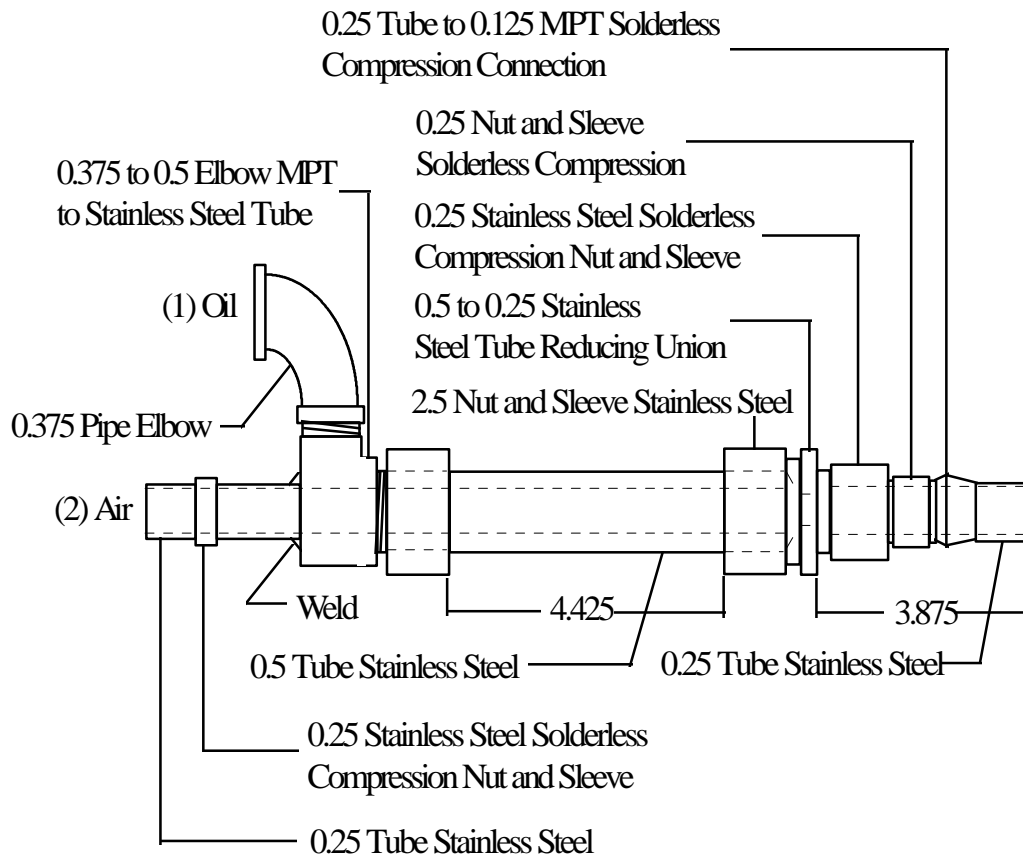 0.25 Tube to 0.125 MPT Solderless
Compression Connection
0.25 Nut and Sleeve
Solderless Compression
0.375 to 0.5 Elbow MPT
to Stainless Steel Tube
0.25 Stainless Steel Solderless
Compression Nut and Sleeve
(1) Oil
0.5 to 0.25 Stainless
Steel Tube Reducing Union
2.5 Nut and Sleeve Stainless Steel
0.375 Pipe Elbow
(2) Air
Weld
4.425
3.875
0.5 Tube Stainless Steel
0.25 Tube Stainless Steel
0.25 Stainless Steel Solderless
Compression Nut and Sleeve
0.25 Tube Stainless Steel